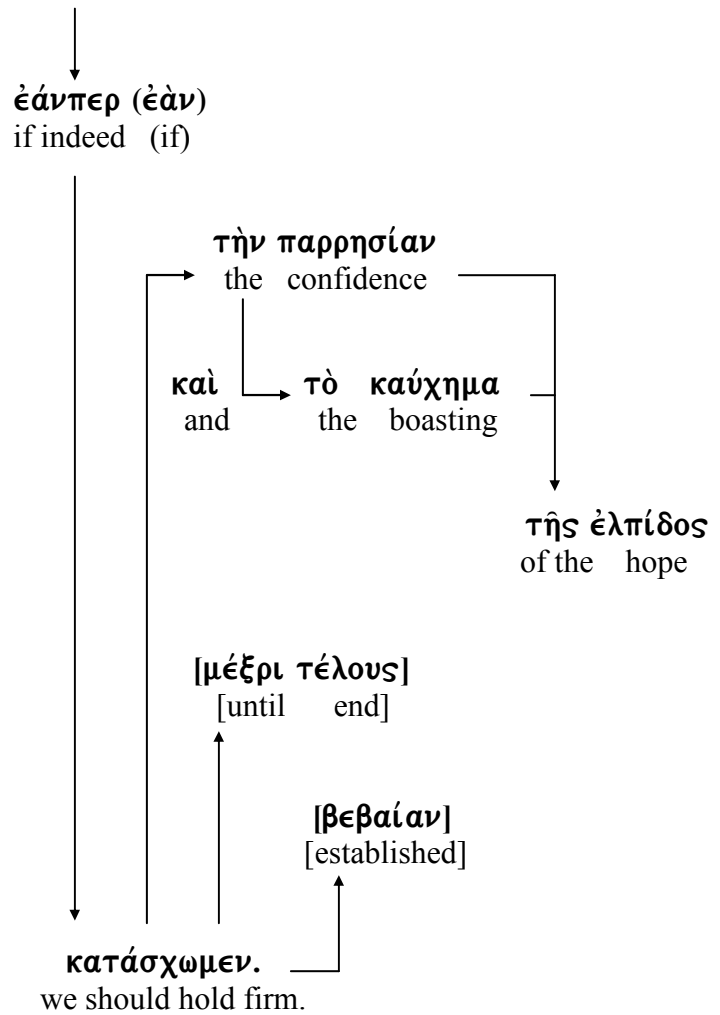 ἐάνπερ (ἐὰν)
if indeed (if)
τὴν παρρησίαν
the confidence
καὶ τὸ καύχημα
and the boasting
τῆς ἐλπίδος
of the hope
[μέξρι τέλους]
[until end]
[βεβαίαν]
[established]
κατάσχωμεν.
we should hold firm.